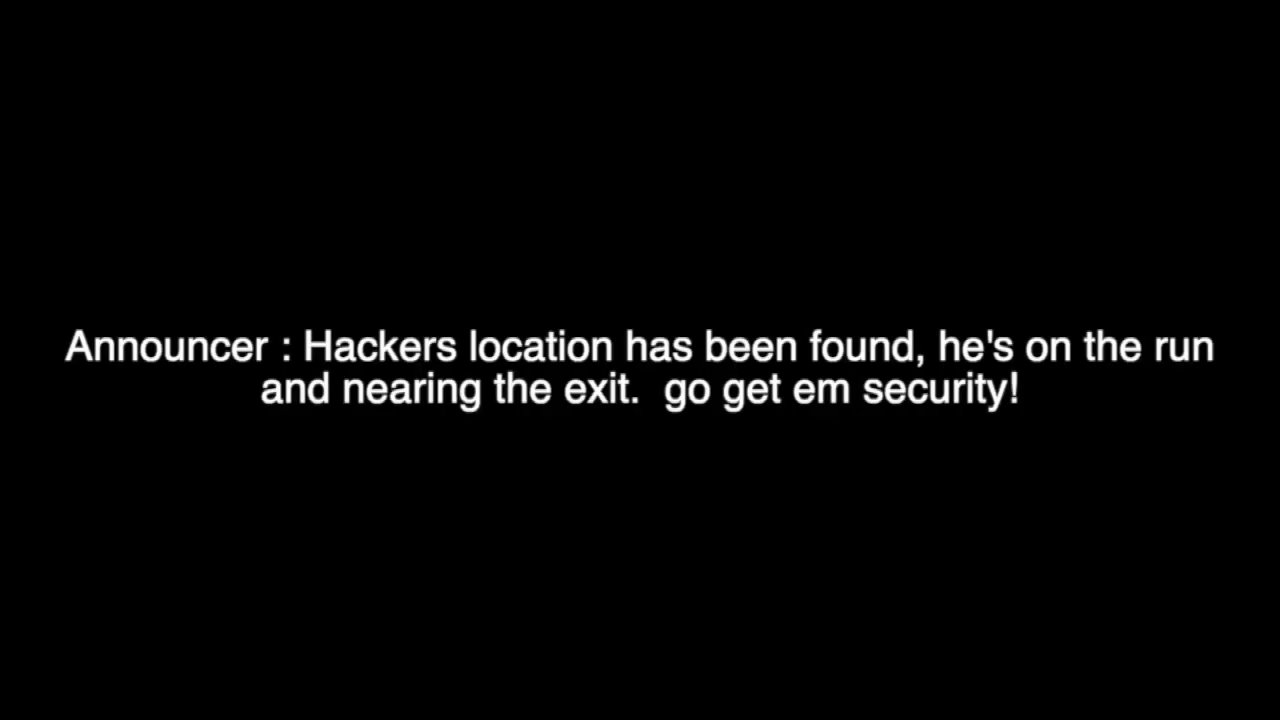 Announcer : Hackers location has been found, he's on the run
and nearing the exit.  go get em security!